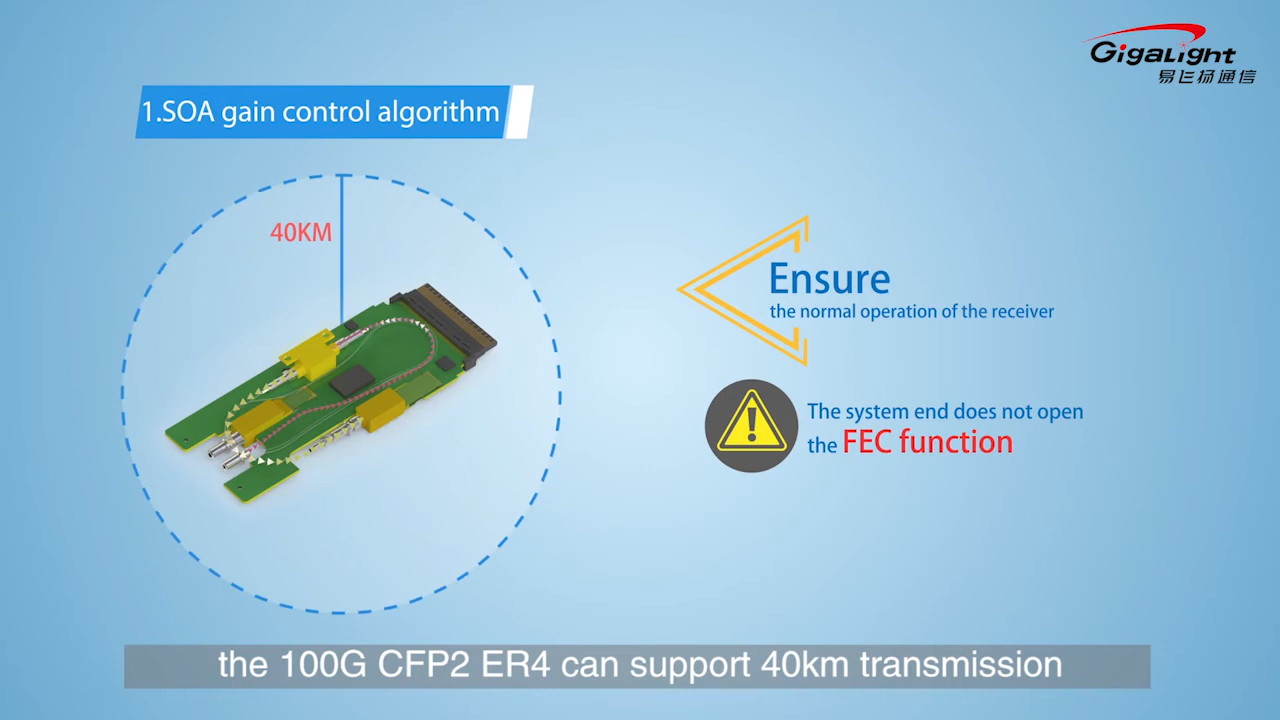 GigaLight
易飞扬通信
1.SOA gain control algorithm
40KM
Ensure
the normal operation of the receiver
The system end does not open
the FEC function
the 100G CFP2 ER4 can support 40km transmission